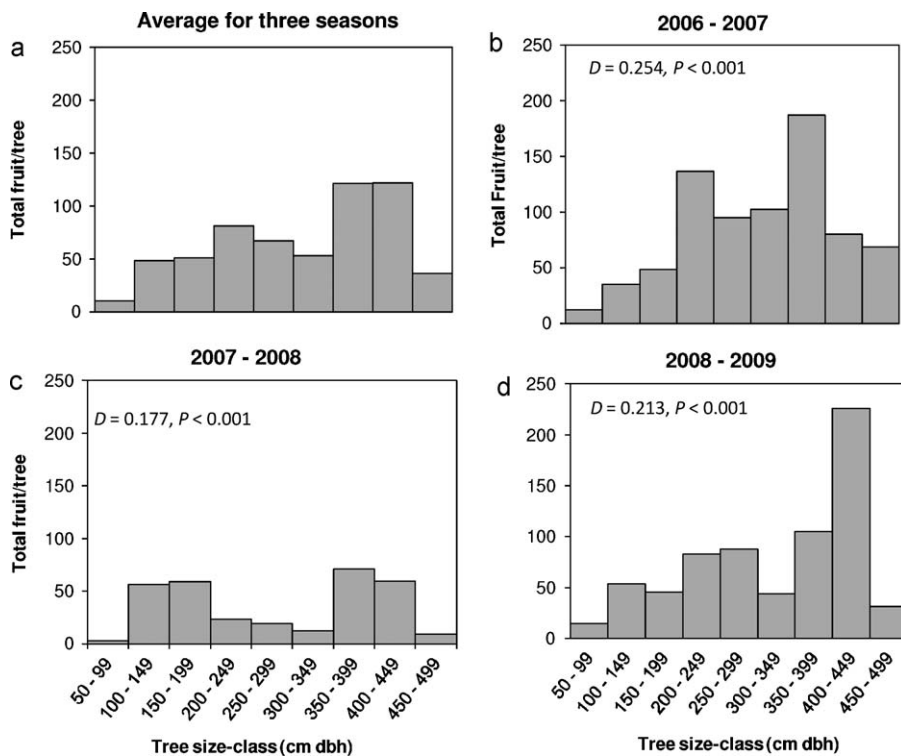 a
Average for three seasons
250
200
150
100
50
0
Total fruit/tree
b
2006 - 2007
D = 0.254, P < 0.001
250
200
150
100
50
0
Total Fruit/tree
c
2007 - 2008
D = 0.177, P < 0.001
250
200
150
100
50
0
Total fruit/tree
50 - 99
100 - 149
150 - 199
200 - 249
250 - 299
300 - 349
350 - 399
400 - 449
450 - 499
Tree size-class (cm dbh)
d
2008 - 2009
D = 0.213, P < 0.001
250
200
150
100
50
0
50 - 99
100 - 149
150 - 199
200 - 249
250 - 299
300 - 349
350 - 399
400 - 449
450 - 499
Tree size-class (cm dbh)